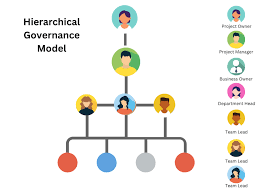 Hierarchical
Governance
Model
Project Owner
Project Manager
Business Owner
Department Head
Team Lead
Team Lead
Team Lead